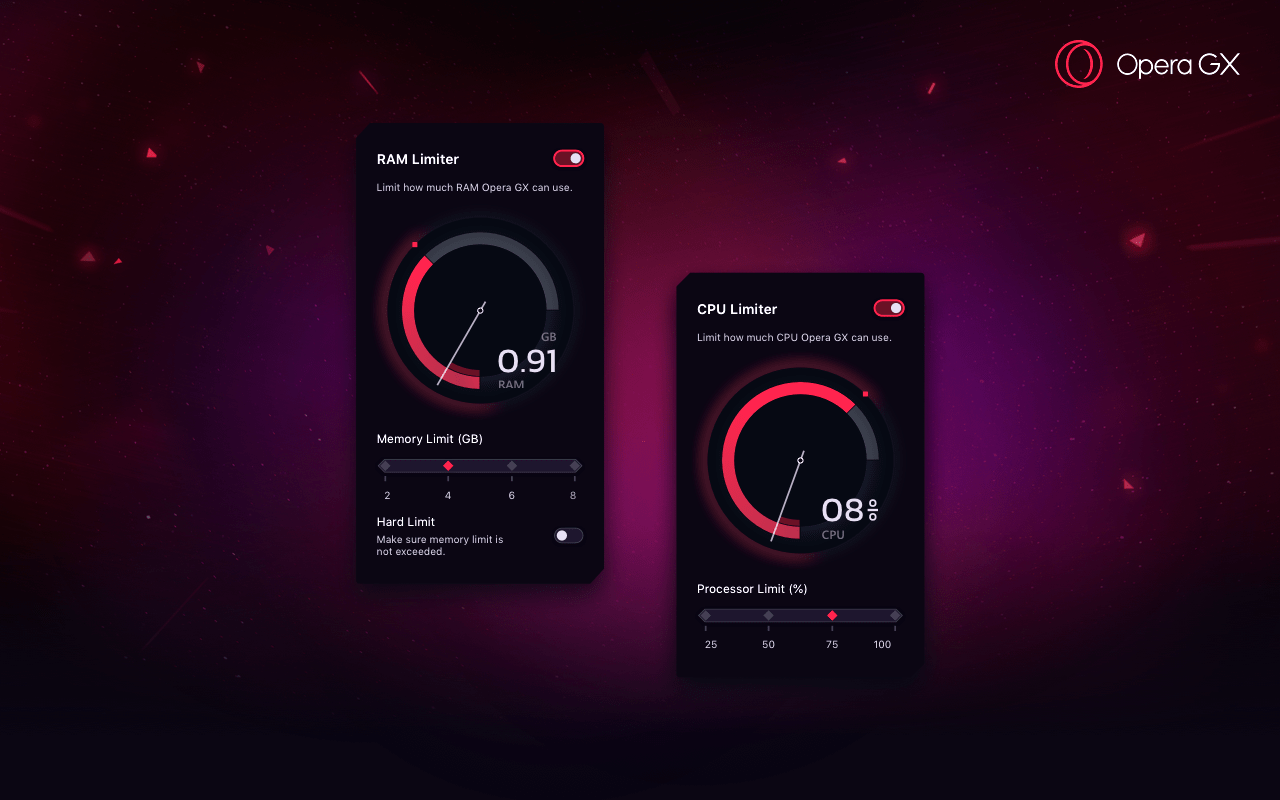 Opera GX
RAM Limiter
Limit how much RAM Opera GX can use.
GB
0.91
RAM
Memory Limit (GB)
2 4 6 8
Hard Limit
Make sure memory limit is
not exceeded.
CPU Limiter
Limit how much CPU Opera GX can use.
08%
CPU
Processor Limit (%)
25 50 75 100